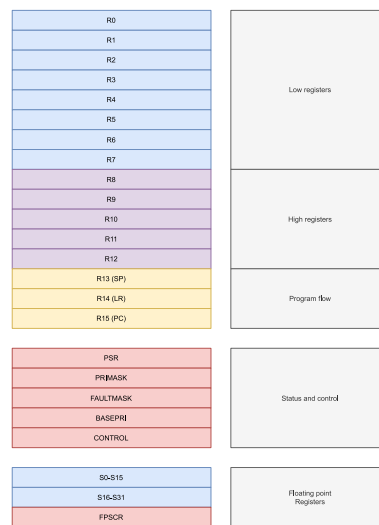 R0
R1
R2
R3
R4
R5
R6
R7
Low registers
R8
R9
R10
R11
R12
High registers
R13 (SP)
R14 (LR)
R15 (PC)
Program flow
PSR
PRIMASK
FAULTMASK
BASEPRI
CONTROL
Status and control
S0-S15
S16-S31
FPSCR
Floating point
Registers